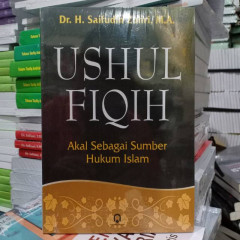 Dr. H. Saifudin Zuhri, M.A.
USHUL
FIQIH
Akal Sebagai Sumber
Hukum Islam